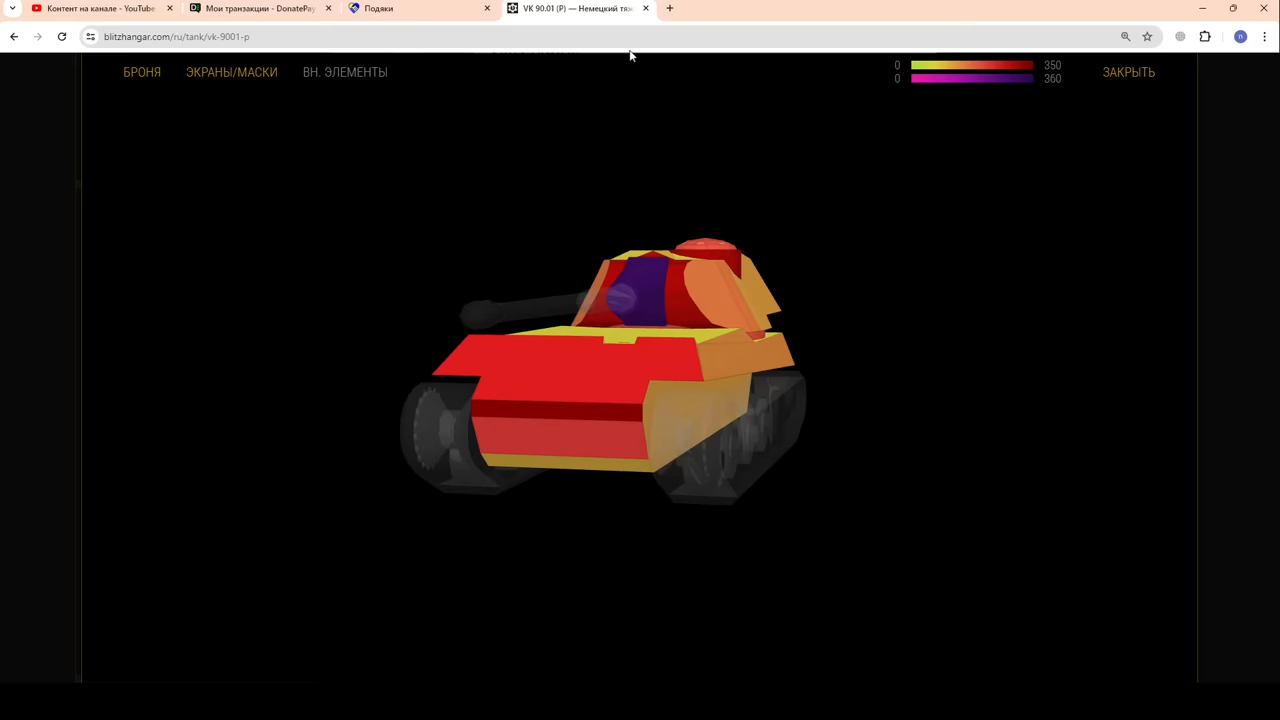 Контент на канале - YouTube
Мои транзакции - DonatePay
Подяки
VK 90.01 (P) — Немецкий тяж
blitzhangar.com/ru/tank/vk-9001-p
n
БРОНЯ ЭКРАНЫ/МАСКИ ВН. ЭЛЕМЕНТЫ
0 350
0 360
ЗАКРЫТЬ